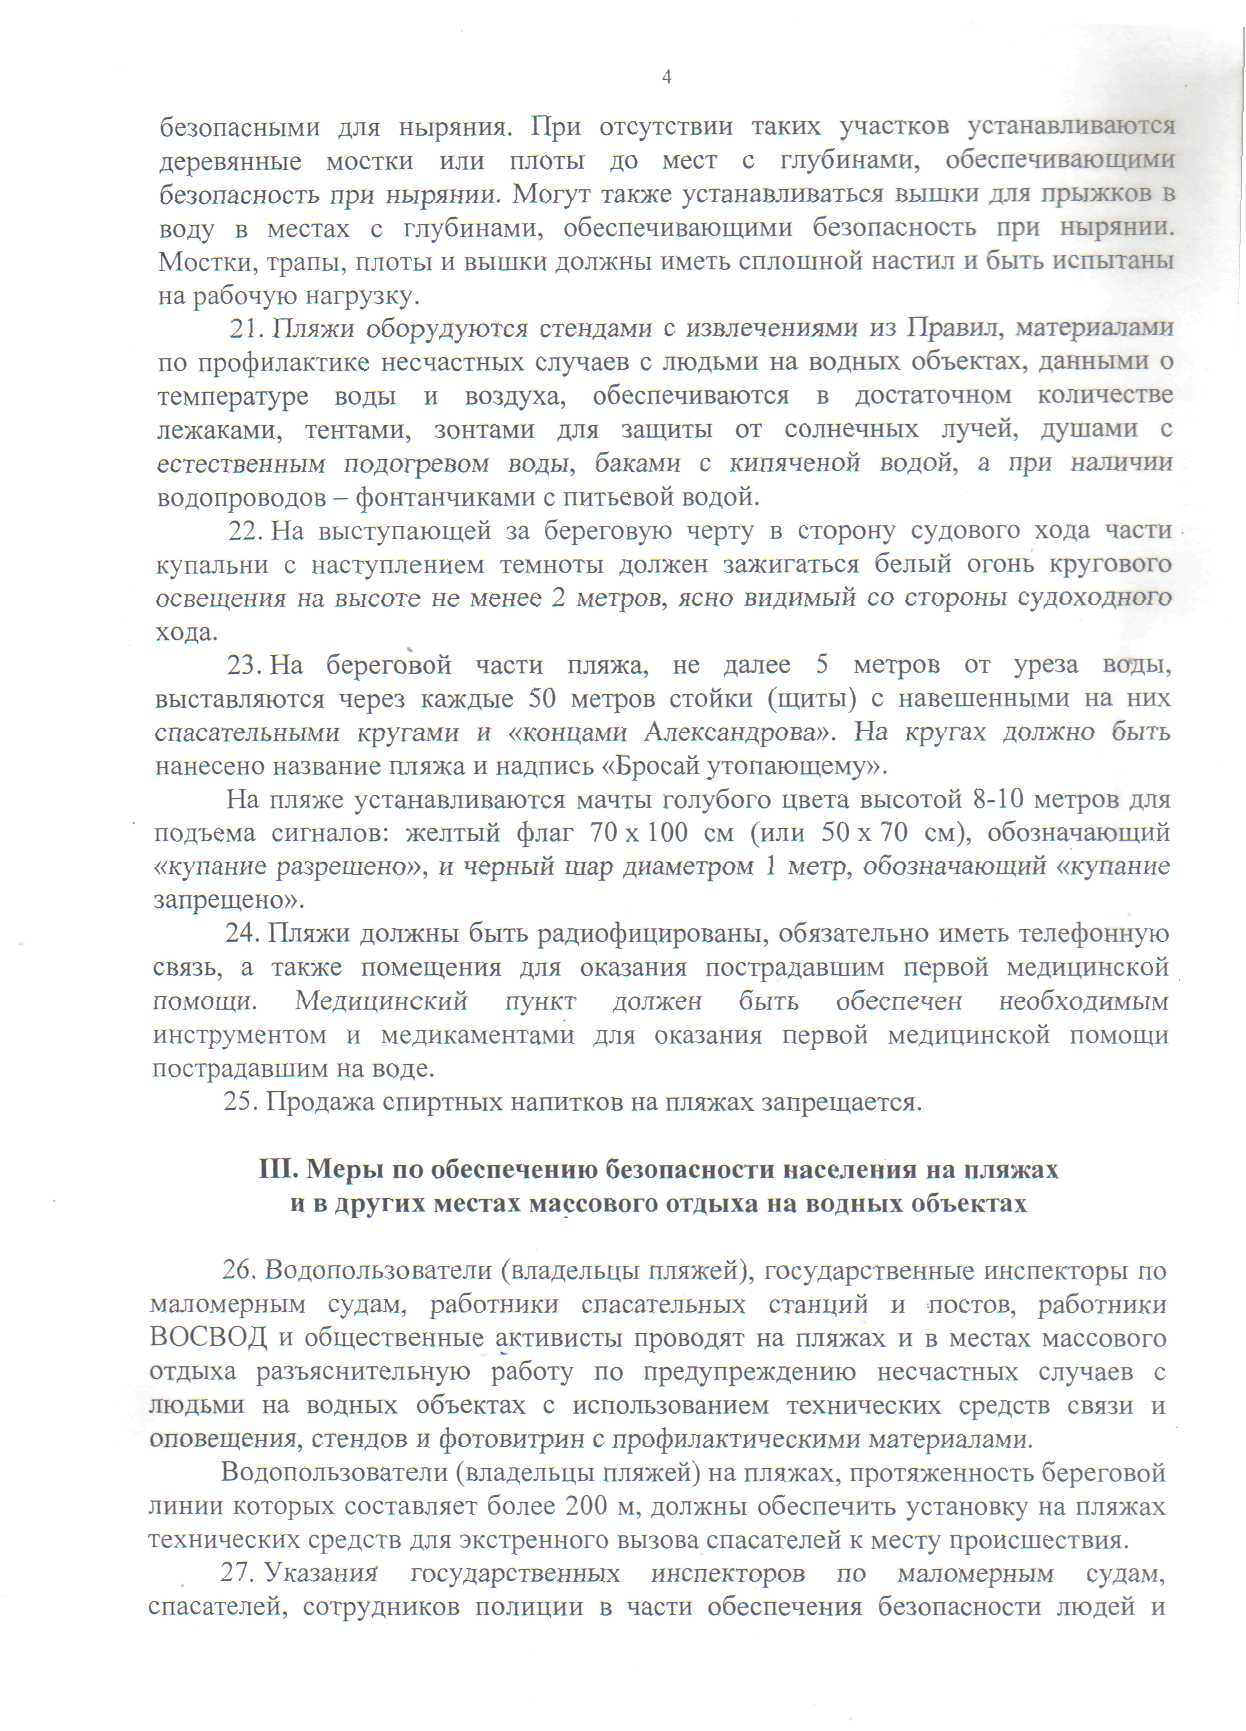 4
безопасными для ныряния. При отсутствии таких участков устанавливаются
деревянные мостки или плоты до мест с глубинами, обеспечивающими
безопасность при нырянии. Могут также устанавливаться вышки для прыжков в
воду в местах с глубинами, обеспечивающими безопасность при нырянии.
Мостки, трапы, плоты и вышки должны иметь сплошной настил и быть испытаны
на рабочую нагрузку.
21. Пляжи оборудуются стендами с извлечениями из Правил, материалами
по профилактике несчастных случаев с людьми на водных объектах, данными о
температуре воды и воздуха, обеспечиваются в достаточном количестве
лежаками, тентами, зонтами для защиты от солнечных лучей, душами с
естественным подогревом воды, баками с кипяченой водой, а при наличии
водопроводов – фонтанчиками с питьевой водой.
22. На выступающей за береговую черту в сторону судового хода части
купальни с наступлением темноты должен зажигаться белый огонь кругового
освещения на высоте не менее 2 метров, ясно видимый со стороны судоходного
хода.
23. На береговой части пляжа, не далее 5 метров от уреза воды,
выставляются через каждые 50 метров стойки (щиты) с навешенными на них
спасательными кругами и «концами Александрова». На кругах должно быть
нанесено название пляжа и надпись «Бросай утопающему».
На пляже устанавливаются мачты голубого цвета высотой 8-10 метров для
подъема сигналов: желтый флаг 70 х 100 см (или 50 х 70 см), обозначающий
«купание разрешено», и черный шар диаметром 1 метр, обозначающий «купание
запрещено».
24. Пляжи должны быть радиофицированы, обязательно иметь телефонную
связь, а также помещения для оказания пострадавшим первой медицинской
помощи. Медицинский пункт должен быть обеспечен необходимым
инструментом и медикаментами для оказания первой медицинской помощи
пострадавшим на воде.
25. Продажа спиртных напитков на пляжах запрещается.
III. Меры по обеспечению безопасности населения на пляжах
и в других местах массового отдыха на водных объектах
26. Водопользователи (владельцы пляжей), государственные инспекторы по
маломерным судам, работники спасательных станций и постов, работники
ВОСВОД и общественные активисты проводят на пляжах и в местах массового
отдыха разъяснительную работу по предупреждению несчастных случаев с
людьми на водных объектах с использованием технических средств связи и
оповещения, стендов и фотовитрин с профилактическими материалами.
Водопользователи (владельцы пляжей) на пляжах, протяженность береговой
линии которых составляет более 200 м, должны обеспечить установку на пляжах
технических средств для экстренного вызова спасателей к месту происшествия.
27. Указания государственных инспекторов по маломерным судам,
спасателей, сотрудников полиции в части обеспечения безопасности людей и